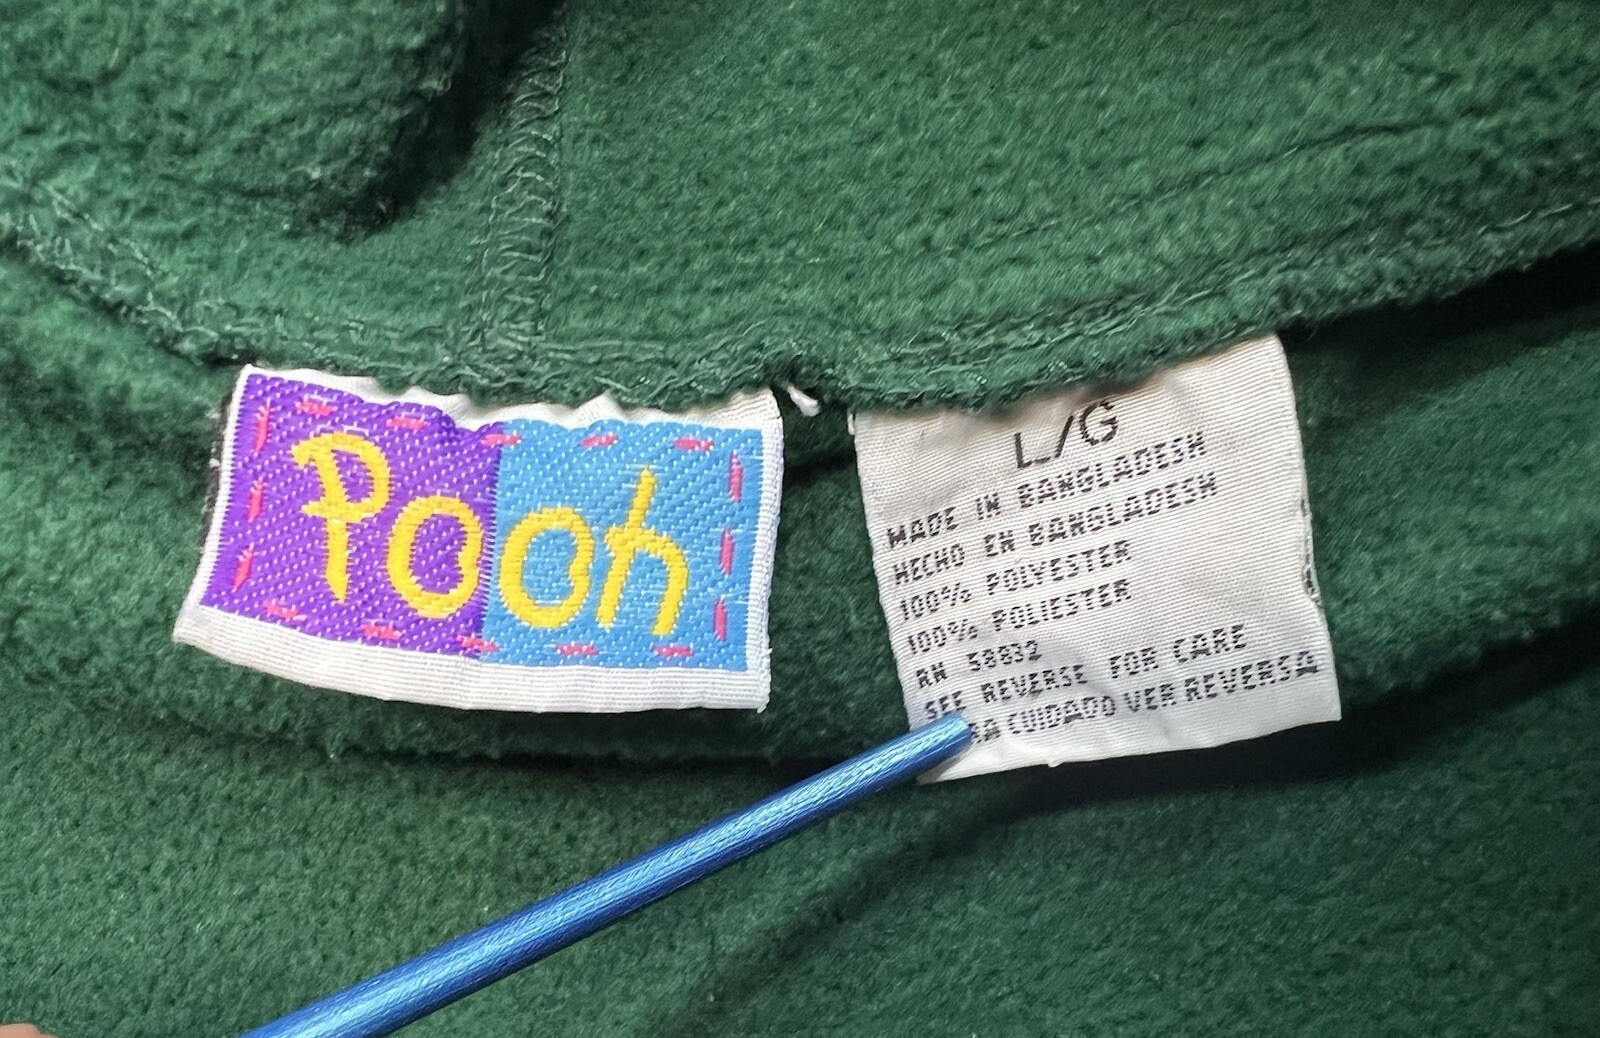 Pooh
L/G
MADE IN BANGLADESH
HECHO EN BANGLADESH
100% POLYESTER
100% POLIESTER
RN 58832
SEE REVERSE FOR CARE
CUIDADO VER REVERSA